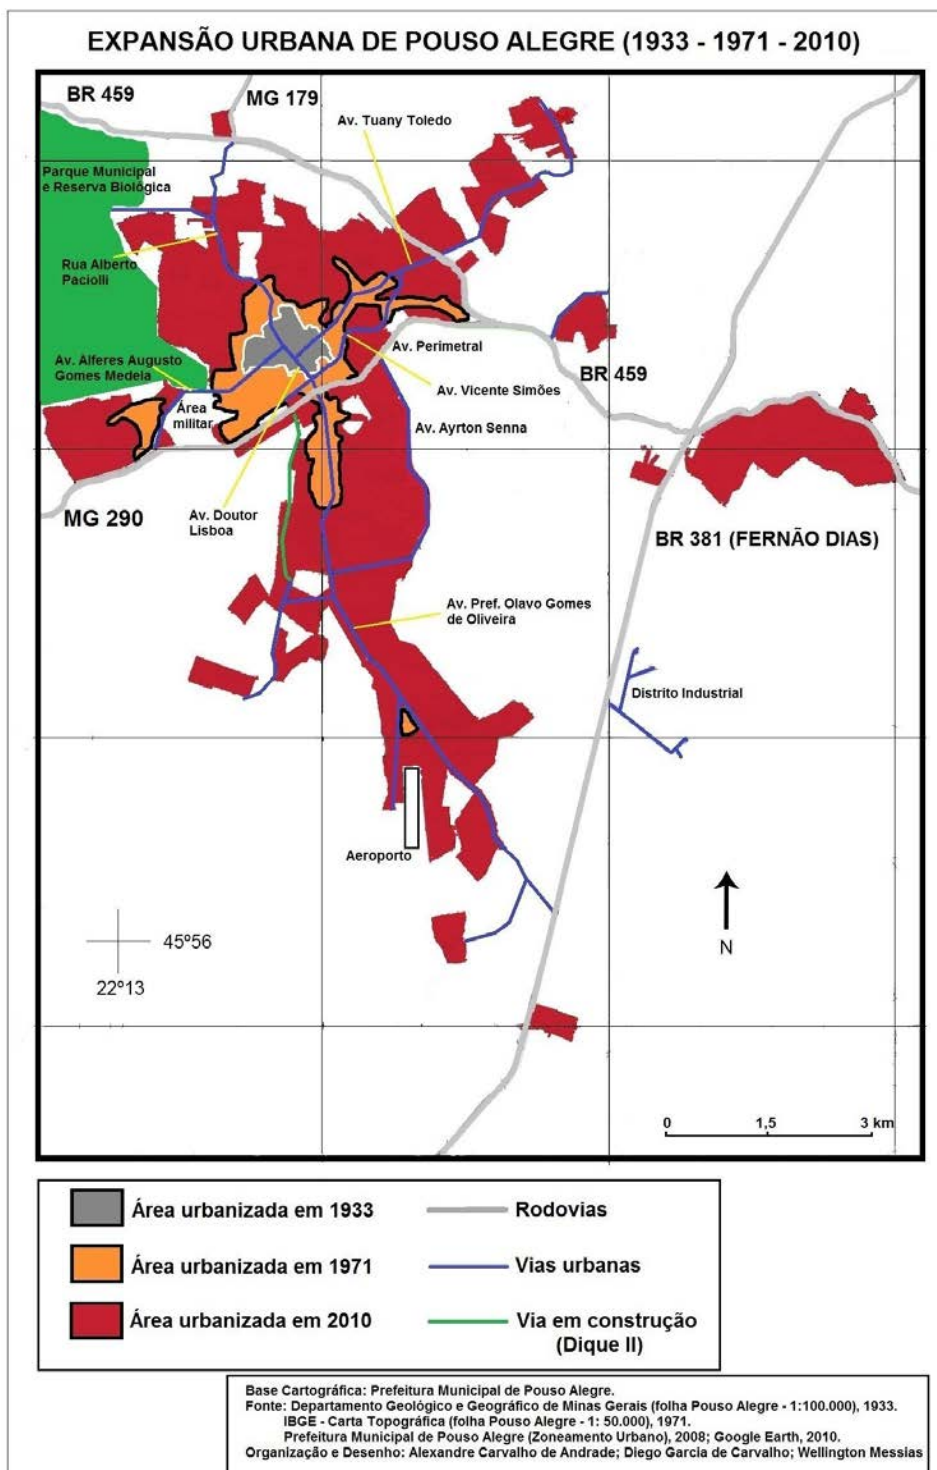 EXPANSÃO URBANA DE POUSO ALEGRE (1933 - 1971 - 2010)
BR 459
MG 179
Av. Tuany Toledo
Parque Municipal
e Reserva Biológica
Rua Alberto
Paciolli
Av. Perimetral
Av. Alferes Augusto
Gomes Medela
BR 459
Av. Vicente Simões
Área
militar
Av. Ayrton Senna
MG 290
Av. Doutor
Lisboa
BR 381 (FERNÃO DIAS)
Av. Pref. Olavo Gomes
de Oliveira
Distrito Industrial
Aeroporto
45º56
22º13
N
0 1,5 3 km
Área urbanizada em 1933
Rodovias
Área urbanizada em 1971
Vias urbanas
Área urbanizada em 2010
Via em construção
(Dique II)
Base Cartográfica: Prefeitura Municipal de Pouso Alegre.
Fonte: Departamento Geológico e Geográfico de Minas Gerais (folha Pouso Alegre - 1:100.000), 1933.
IBGE - Carta Topográfica (folha Pouso Alegre - 1: 50.000), 1971.
Prefeitura Municipal de Pouso Alegre (Zoneamento Urbano), 2008; Google Earth, 2010.
Organização e Desenho: Alexandre Carvalho de Andrade; Diego Garcia de Carvalho; Wellington Messias